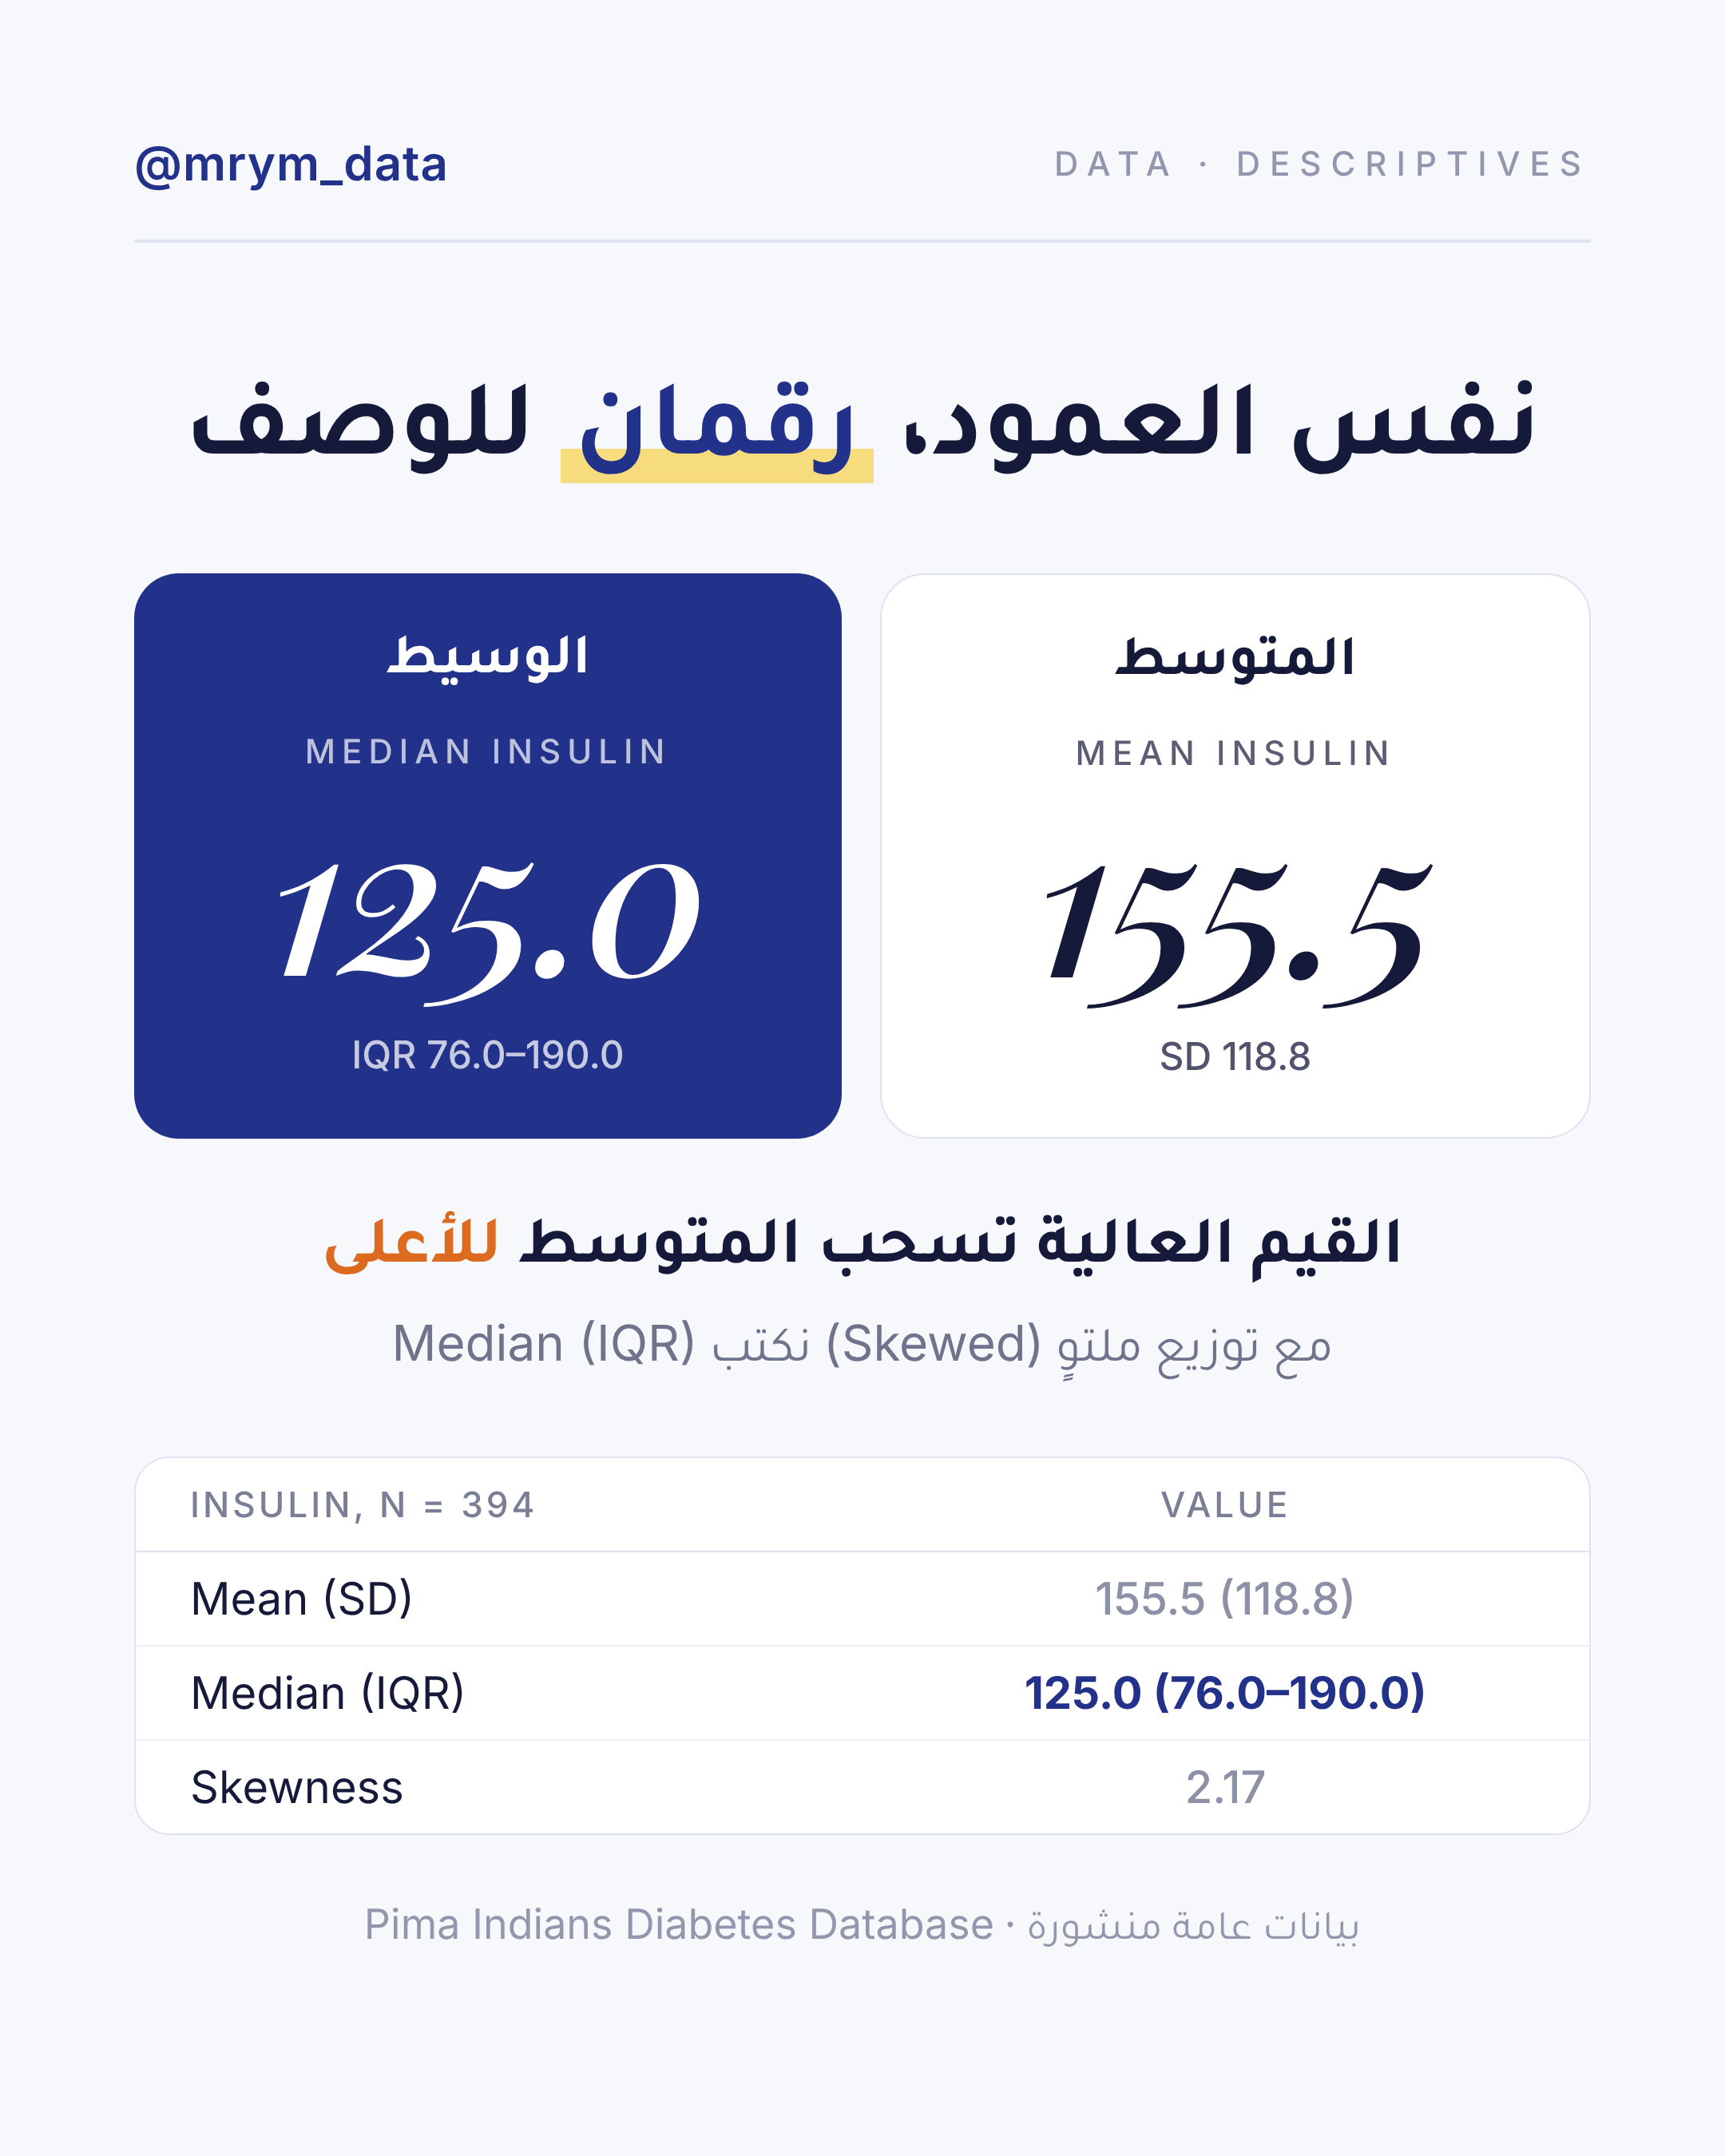 @mrym_data
DATA · DESCRIPTIVES
نفس العمود، رقمان للوصف
المتوسط
MEAN INSULIN
155.5
SD 118.8
الوسيط
MEDIAN INSULIN
125.0
IQR 76.0–190.0
القيم العالية تسحب المتوسط للأعلى
مع توزيع ملتوٍ (Skewed) نكتب Median (IQR)
INSULIN, N = 394 VALUE
Mean (SD) 155.5 (118.8)
Median (IQR) 125.0 (76.0–190.0)
Skewness 2.17
بيانات عامة منشورة · Pima Indians Diabetes Database